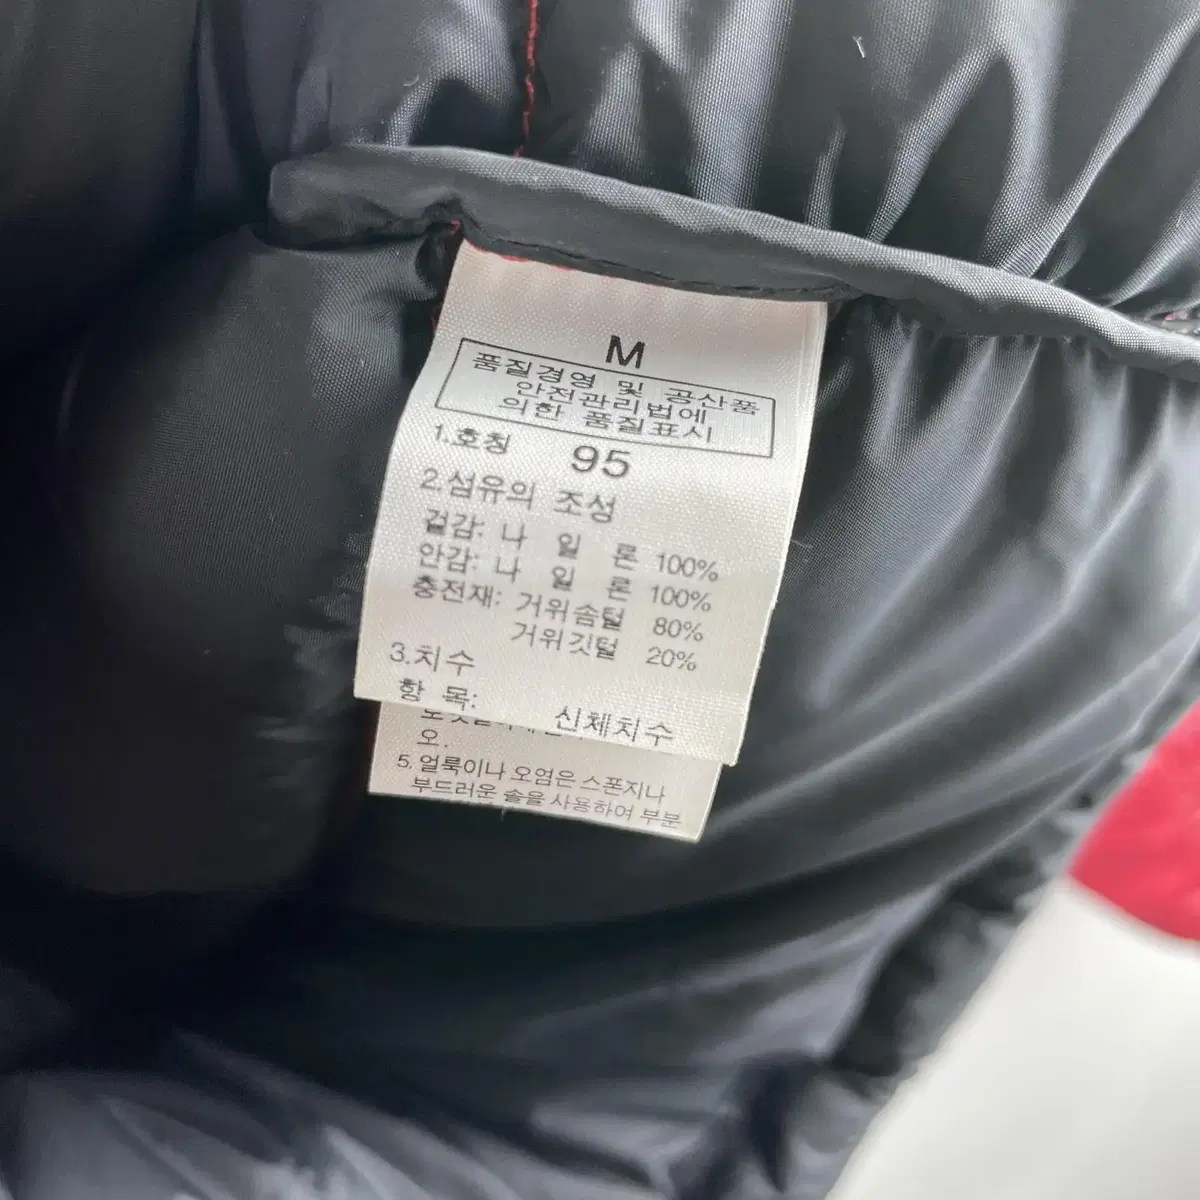 M
품질경영 및 공산품
안전관리법에
의한 품질표시
1.호칭 95
2.섬유의 조성
겉감: 나 일 론 100%
안감: 나 일 론 100%
충전재: 거위솜털 80%
거위깃털 20%
3.치수
항 목: 신체치수
오.
5. 얼룩이나 오염은 스폰지나
부드러운 솔을 사용하여 부분